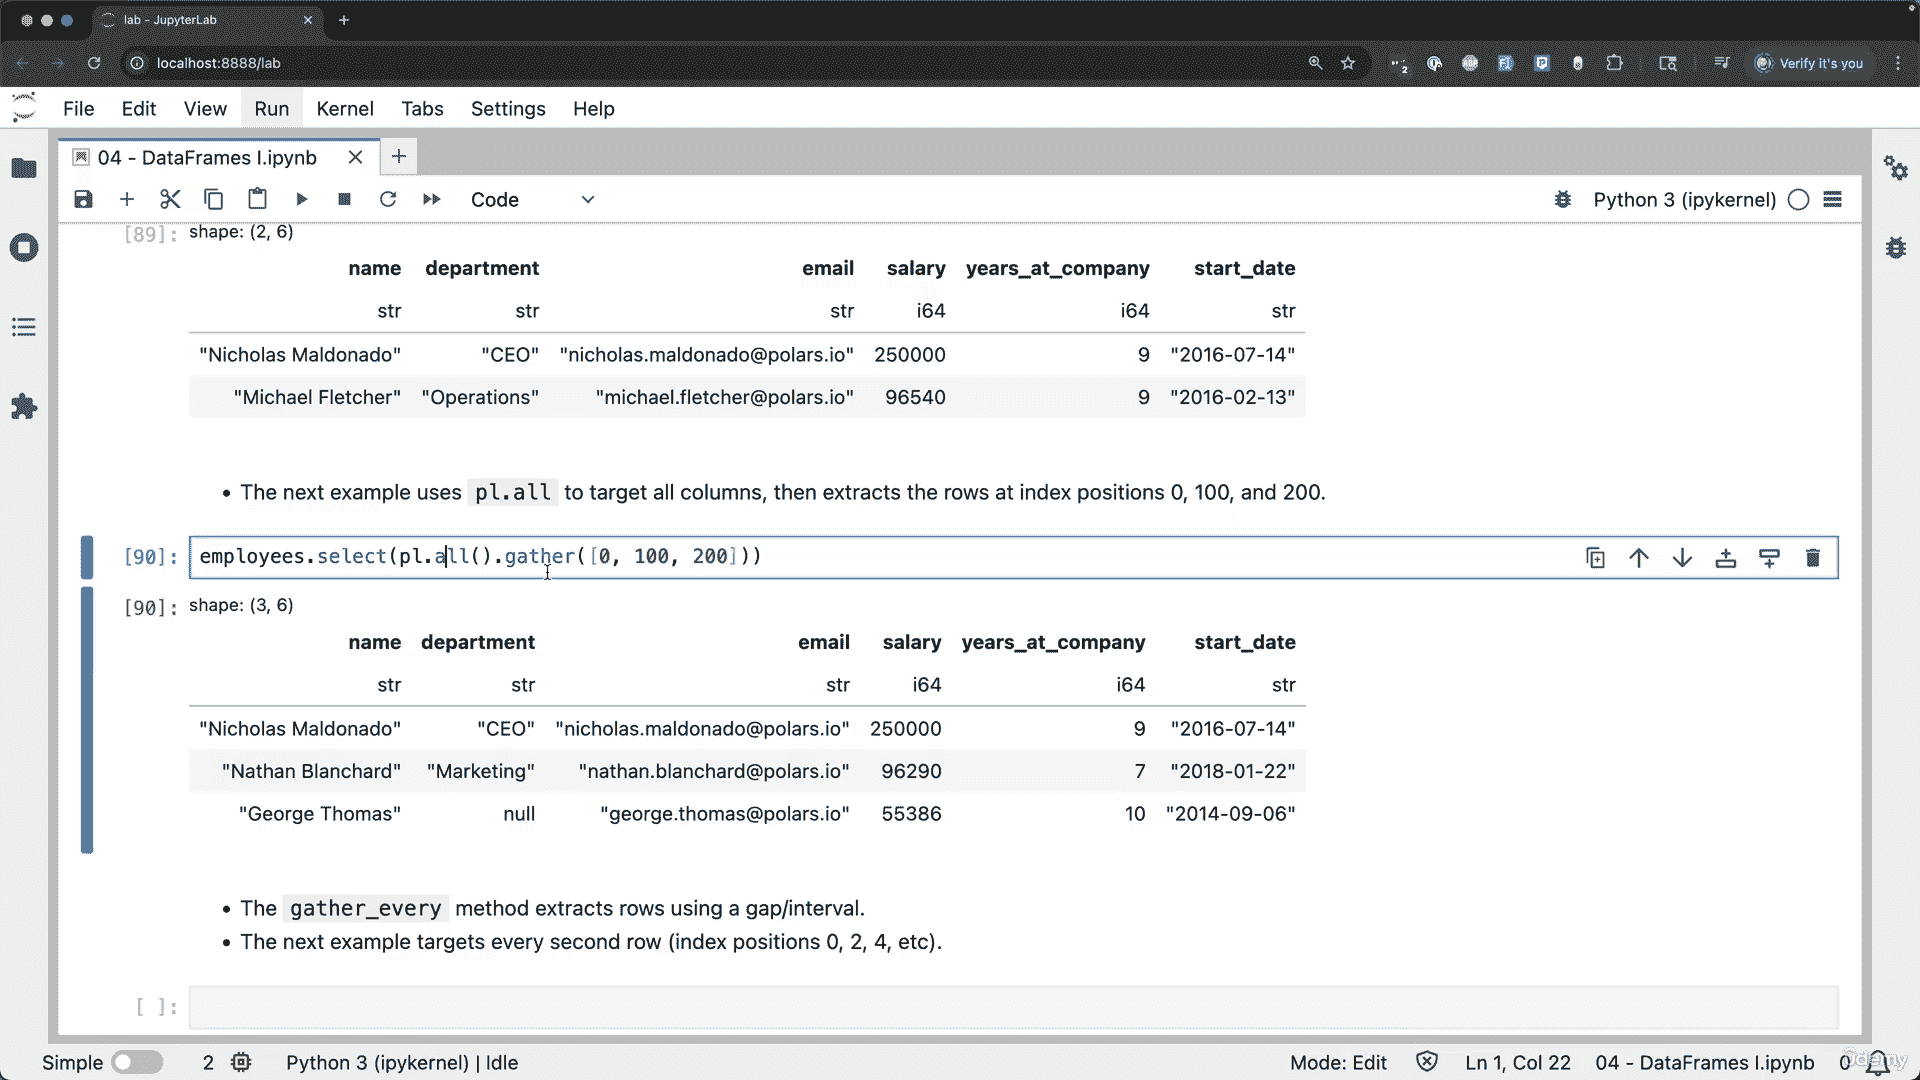 lab - JupyterLab
localhost:8888/lab
2
Verify it's you
File Edit View Run Kernel Tabs Settings Help
04 - DataFrames I.ipynb
Code
Python 3 (ipykernel)
[89]: shape: (2, 6)
name department email salary years_at_company start_date
str str str i64 i64 str
"Nicholas Maldonado" "CEO" "nicholas.maldonado@polars.io" 250000 9 "2016-07-14"
"Michael Fletcher" "Operations" "michael.fletcher@polars.io" 96540 9 "2016-02-13"
• The next example uses pl.all to target all columns, then extracts the rows at index positions 0, 100, and 200.
[90]: employees.select(pl.all().gather([0, 100, 200]))
[90]: shape: (3, 6)
name department email salary years_at_company start_date
str str str i64 i64 str
"Nicholas Maldonado" "CEO" "nicholas.maldonado@polars.io" 250000 9 "2016-07-14"
"Nathan Blanchard" "Marketing" "nathan.blanchard@polars.io" 96290 7 "2018-01-22"
"George Thomas" null "george.thomas@polars.io" 55386 10 "2014-09-06"
• The gather_every method extracts rows using a gap/interval.
• The next example targets every second row (index positions 0, 2, 4, etc).
[ ]:
Simple 2 Python 3 (ipykernel) | Idle Mode: Edit Ln 1, Col 22 04 - DataFrames I.ipynb 0
udemy